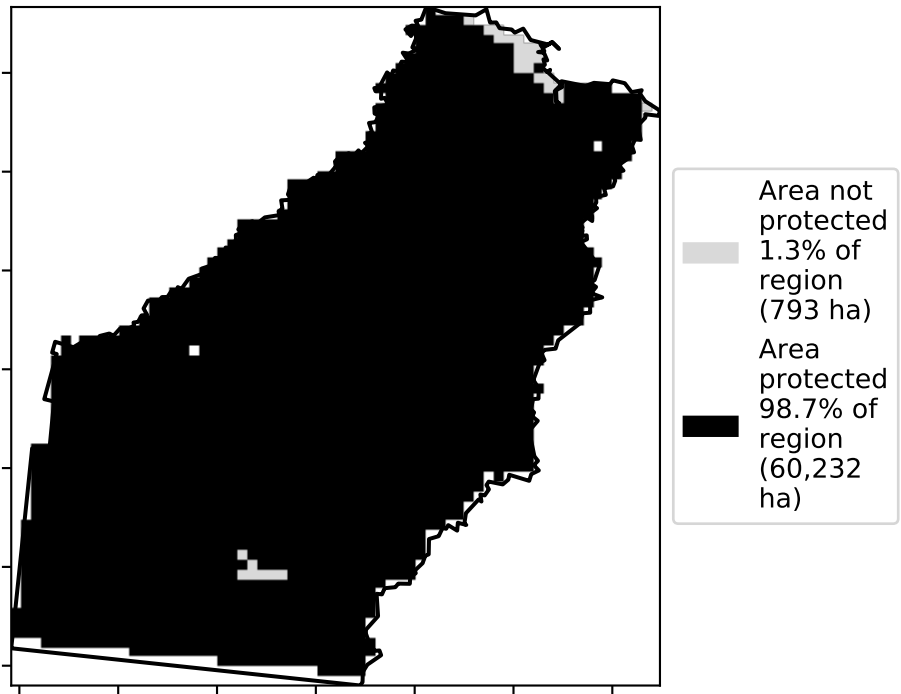 Area not
protected
1.3% of
region
(793 ha)
Area
protected
98.7% of
region
(60,232
ha)